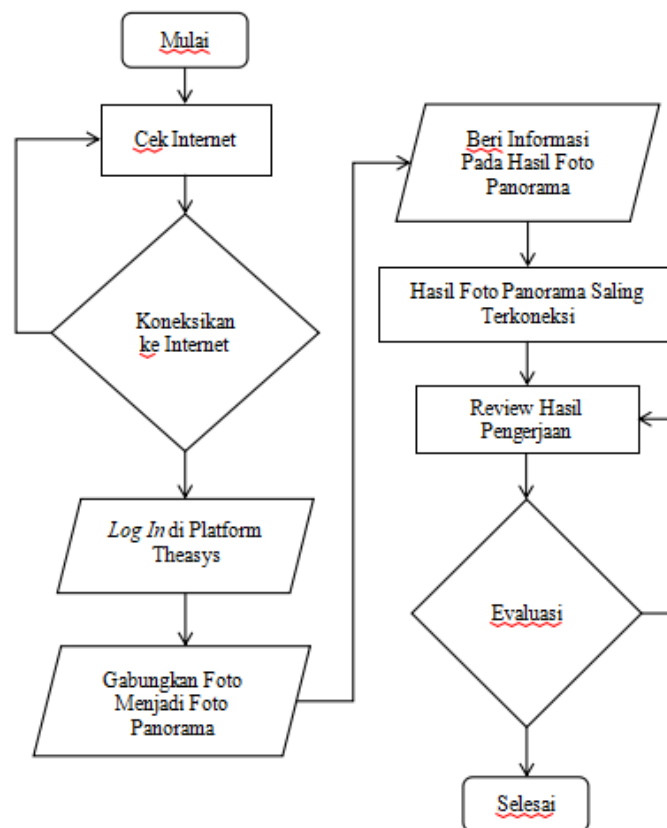 Mulai
Cek Internet
Koneksikan
ke Internet
Log In di Platform
Theasys
Gabungkan Foto
Menjadi Foto
Panorama
Beri Informasi
Pada Hasil Foto
Panorama
Hasil Foto Panorama Saling
Terkoneksi
Review Hasil
Pengerjaan
Evaluasi
Selesai